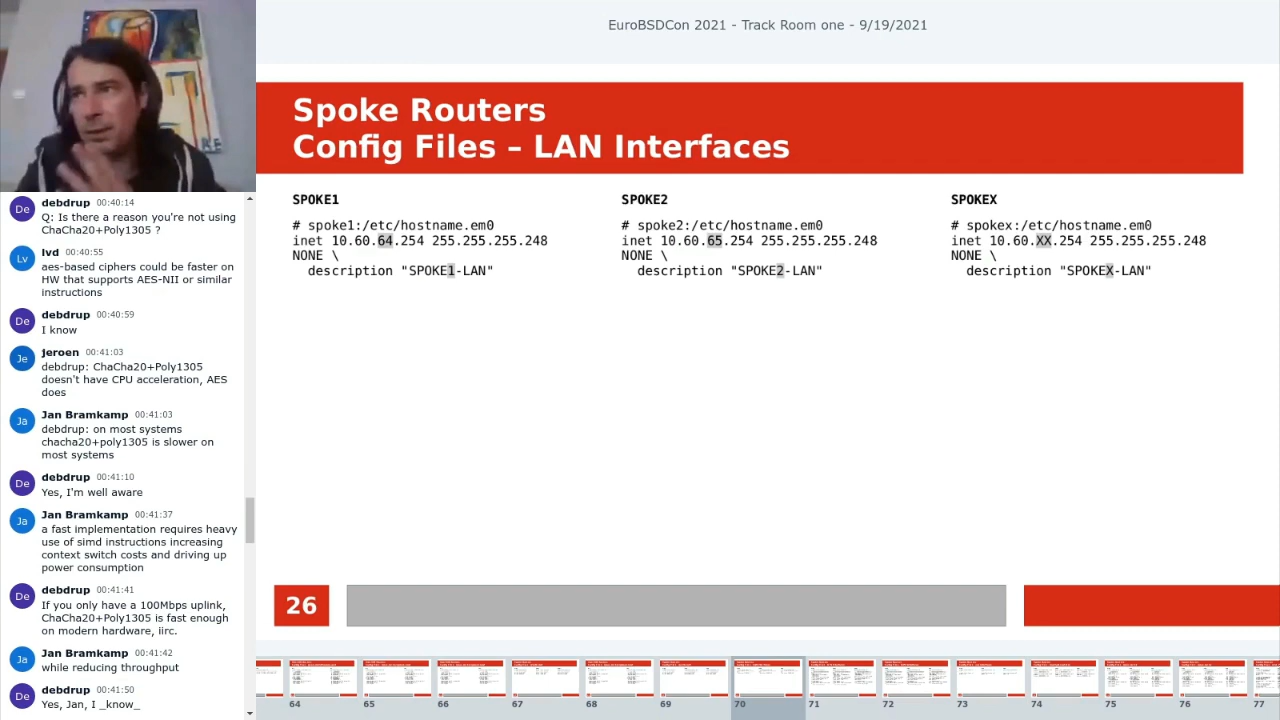 EuroBSDCon 2021 - Track Room one - 9/19/2021
debdrup 00:40:14
De
Q: Is there a reason you're not using
ChaCha20+Poly1305 ?
lvd 00:40:55
Lv
aes-based ciphers could be faster on
HW that supports AES-NII or similar
instructions
debdrup 00:40:59
De
I know
jeroen 00:41:03
Je
debdrup: ChaCha20+Poly1305
doesn't have CPU acceleration, AES
does
Jan Bramkamp 00:41:03
Ja
debdrup: on most systems
chacha20+poly1305 is slower on
most systems
debdrup 00:41:10
De
Yes, I'm well aware
Jan Bramkamp 00:41:37
Ja
a fast implementation requires heavy
use of simd instructions increasing
context switch costs and driving up
power consumption
debdrup 00:41:41
De
If you only have a 100Mbps uplink,
ChaCha20+Poly1305 is fast enough
on modern hardware, iirc.
Jan Bramkamp 00:41:42
Ja
while reducing throughput
debdrup 00:41:50
De
Yes, Jan, I _know_
Spoke Routers
Config Files – LAN Interfaces
SPOKE1
# spoke1:/etc/hostname.em0
inet 10.60.64.254 255.255.255.248
NONE \
description "SPOKE1-LAN"
SPOKE2
# spoke2:/etc/hostname.em0
inet 10.60.65.254 255.255.255.248
NONE \
description "SPOKE2-LAN"
SPOKEX
# spokex:/etc/hostname.em0
inet 10.60.XX.254 255.255.255.248
NONE \
description "SPOKEX-LAN"
26
64 65 66 67 68 69 70 71 72 73 74 75 76 77